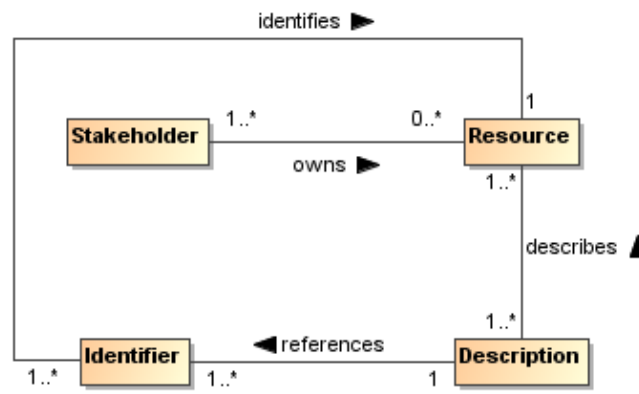 identifies
1
1..*
0..*
Stakeholder
Resource
owns
1..*
describes
1..*
references
Identifier
Description
1..*
1..*
1